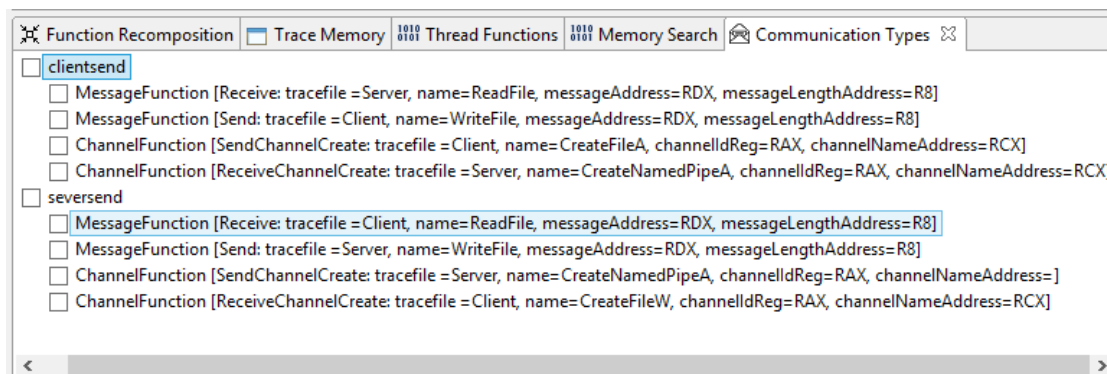 Function Recomposition Trace Memory 1010 0101 Thread Functions 1010 0101 Memory Search Communication Types
clientsend
MessageFunction [Receive: tracefile =Server, name=ReadFile, messageAddress=RDX, messageLengthAddress=R8]
MessageFunction [Send: tracefile =Client, name=WriteFile, messageAddress=RDX, messageLengthAddress=R8]
ChannelFunction [SendChannelCreate: tracefile =Client, name=CreateFileA, channelIdReg=RAX, channelNameAddress=RCX]
ChannelFunction [ReceiveChannelCreate: tracefile =Server, name=CreateNamedPipeA, channelIdReg=RAX, channelNameAddress=RCX]
seversend
MessageFunction [Receive: tracefile =Client, name=ReadFile, messageAddress=RDX, messageLengthAddress=R8]
MessageFunction [Send: tracefile =Server, name=WriteFile, messageAddress=RDX, messageLengthAddress=R8]
ChannelFunction [SendChannelCreate: tracefile =Server, name=CreateNamedPipeA, channelIdReg=RAX, channelNameAddress=]
ChannelFunction [ReceiveChannelCreate: tracefile =Client, name=CreateFileW, channelIdReg=RAX, channelNameAddress=RCX]